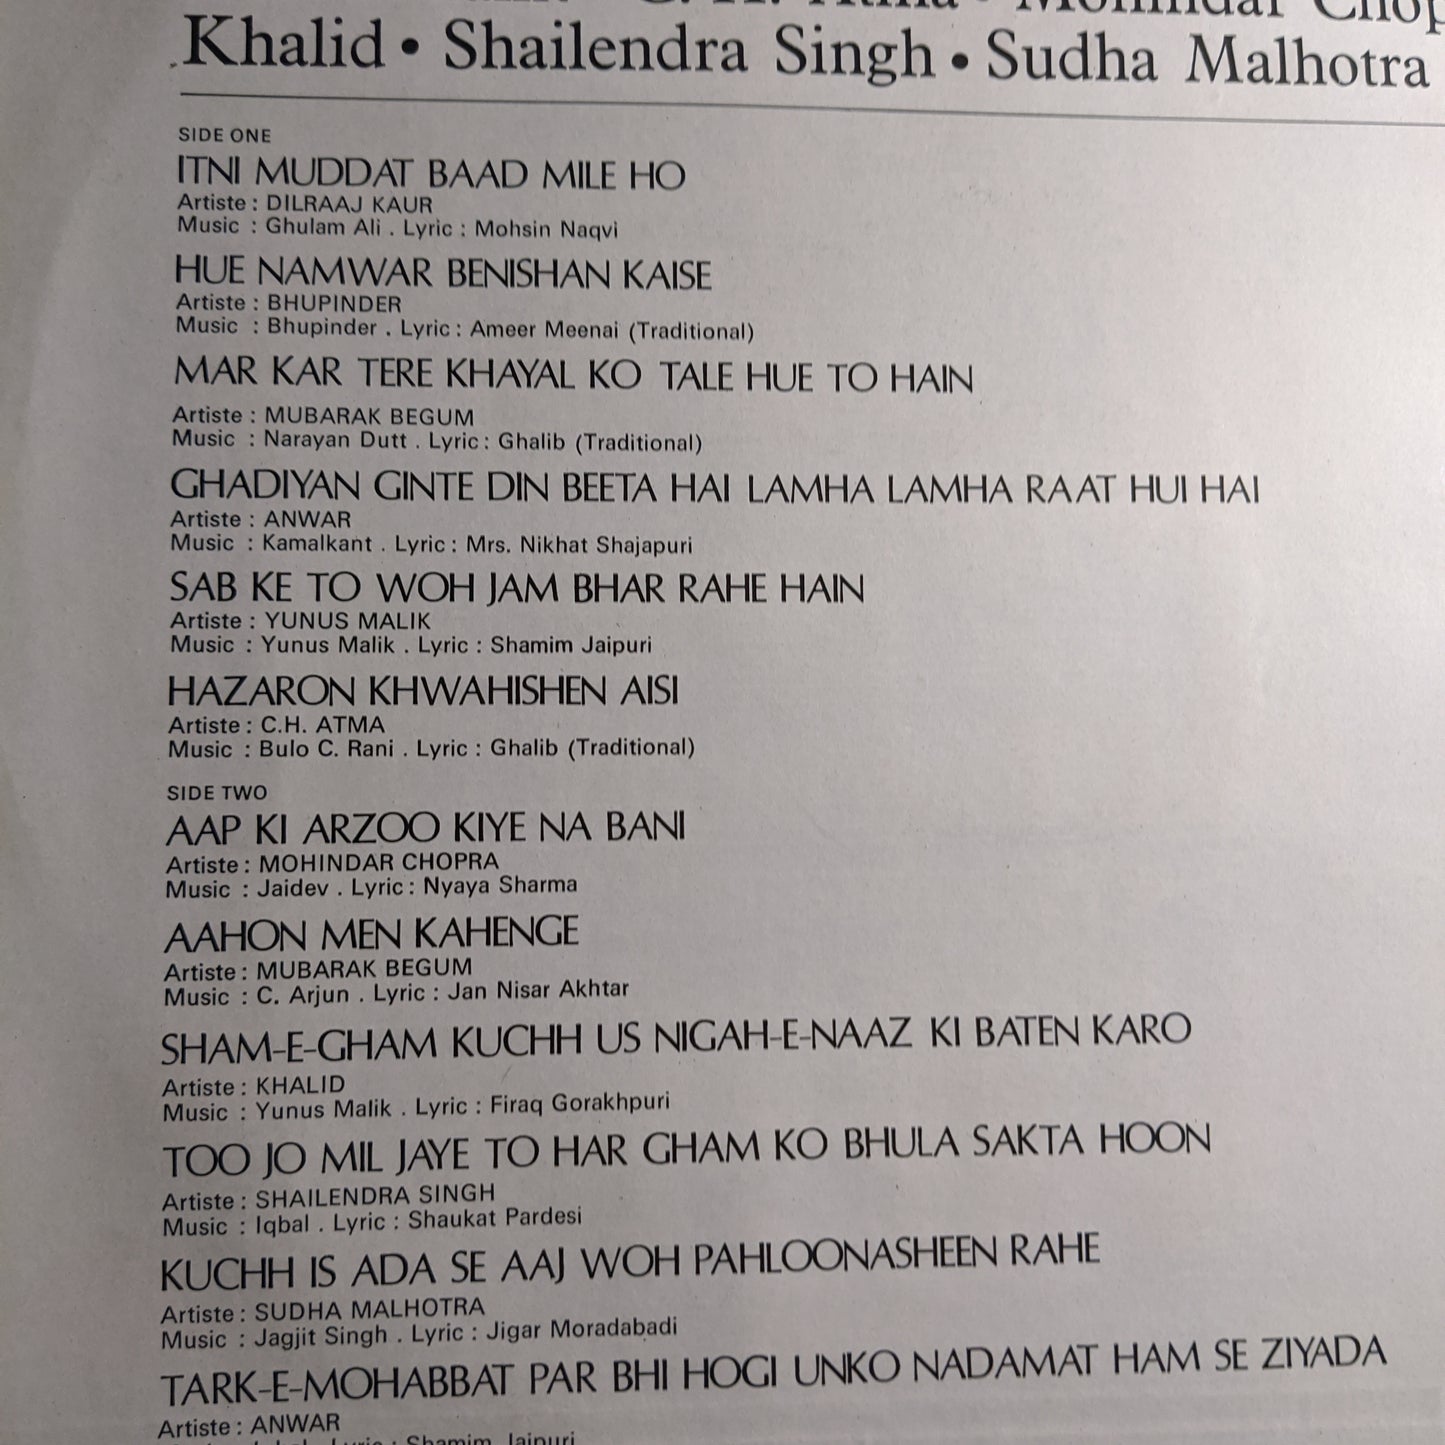 Khalid • Shailendra Singh • Sudha Malhotra
SIDE ONE
ITNI MUDDAT BAAD MILE HO
Artiste : DILRAAJ KAUR
Music : Ghulam Ali . Lyric : Mohsin Naqvi
HUE NAMWAR BENISHAN KAISE
Artiste : BHUPINDER
Music : Bhupinder . Lyric : Ameer Meenai (Traditional)
MAR KAR TERE KHAYAL KO TALE HUE TO HAIN
Artiste : MUBARAK BEGUM
Music : Narayan Dutt . Lyric : Ghalib (Traditional)
GHADIYAN GINTE DIN BEETA HAI LAMHA LAMHA RAAT HUI HAI
Artiste : ANWAR
Music : Kamalkant . Lyric : Mrs. Nikhat Shajapuri
SAB KE TO WOH JAM BHAR RAHE HAIN
Artiste : YUNUS MALIK
Music : Yunus Malik . Lyric : Shamim Jaipuri
HAZARON KHWAHISHEN AISI
Artiste : C.H. ATMA
Music : Bulo C. Rani . Lyric : Ghalib (Traditional)
SIDE TWO
AAP KI ARZOO KIYE NA BANI
Artiste : MOHINDAR CHOPRA
Music : Jaidev . Lyric : Nyaya Sharma
AAHON MEN KAHENGE
Artiste : MUBARAK BEGUM
Music : C. Arjun . Lyric : Jan Nisar Akhtar
SHAM-E-GHAM KUCHH US NIGAH-E-NAAZ KI BATEN KARO
Artiste : KHALID
Music : Yunus Malik . Lyric : Firaq Gorakhpuri
TOO JO MIL JAYE TO HAR GHAM KO BHULA SAKTA HOON
Artiste : SHAILENDRA SINGH
Music : Iqbal . Lyric : Shaukat Pardesi
KUCHH IS ADA SE AAJ WOH PAHLOONASHEEN RAHE
Artiste : SUDHA MALHOTRA
Music : Jagjit Singh . Lyric : Jigar Moradabadi
TARK-E-MOHABBAT PAR BHI HOGI UNKO NADAMAT HAM SE ZIYADA
Artiste : ANWAR
Lyric : Shamim Jaipuri